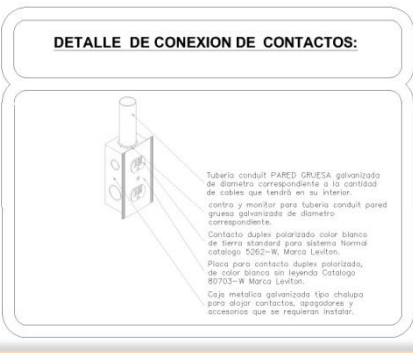 DETALLE DE CONEXION DE CONTACTOS:
Tuberia conduit PARED GRUESA galvanizada
de diametro correspondiente a la cantidad
de cables que tendrá en su interior.
contra y monitor para tuberia conduit pared
gruesa galvanizada de diametro
correspondiente.
Contacto duplex polarizado color blanco
de tierra standard para sistema Normal
catalogo 5262-W, Marca Leviton.
Placa para contacto duplex polarizado,
de color blanca sin leyenda Catalogo
80703-W Marca Leviton.
Caja metalica galvanizada tipo chalupa
para alojar contactos, apagadores y
accesorios que se requieran instalar.